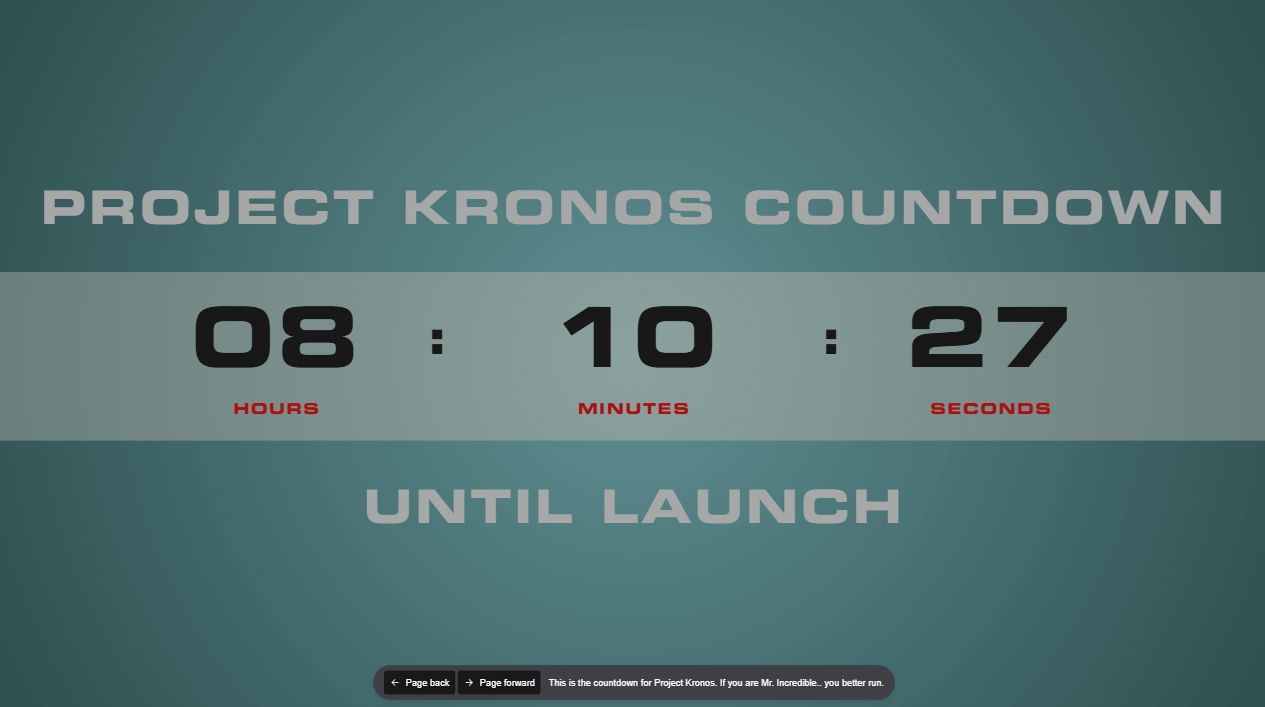 PROJECT KRONOS COUNTDOWN
08 : 10 : 27
HOURS MINUTES SECONDS
UNTIL LAUNCH
← Page back → Page forward This is the countdown for Project Kronos. If you are Mr. Incredible.. you better run.